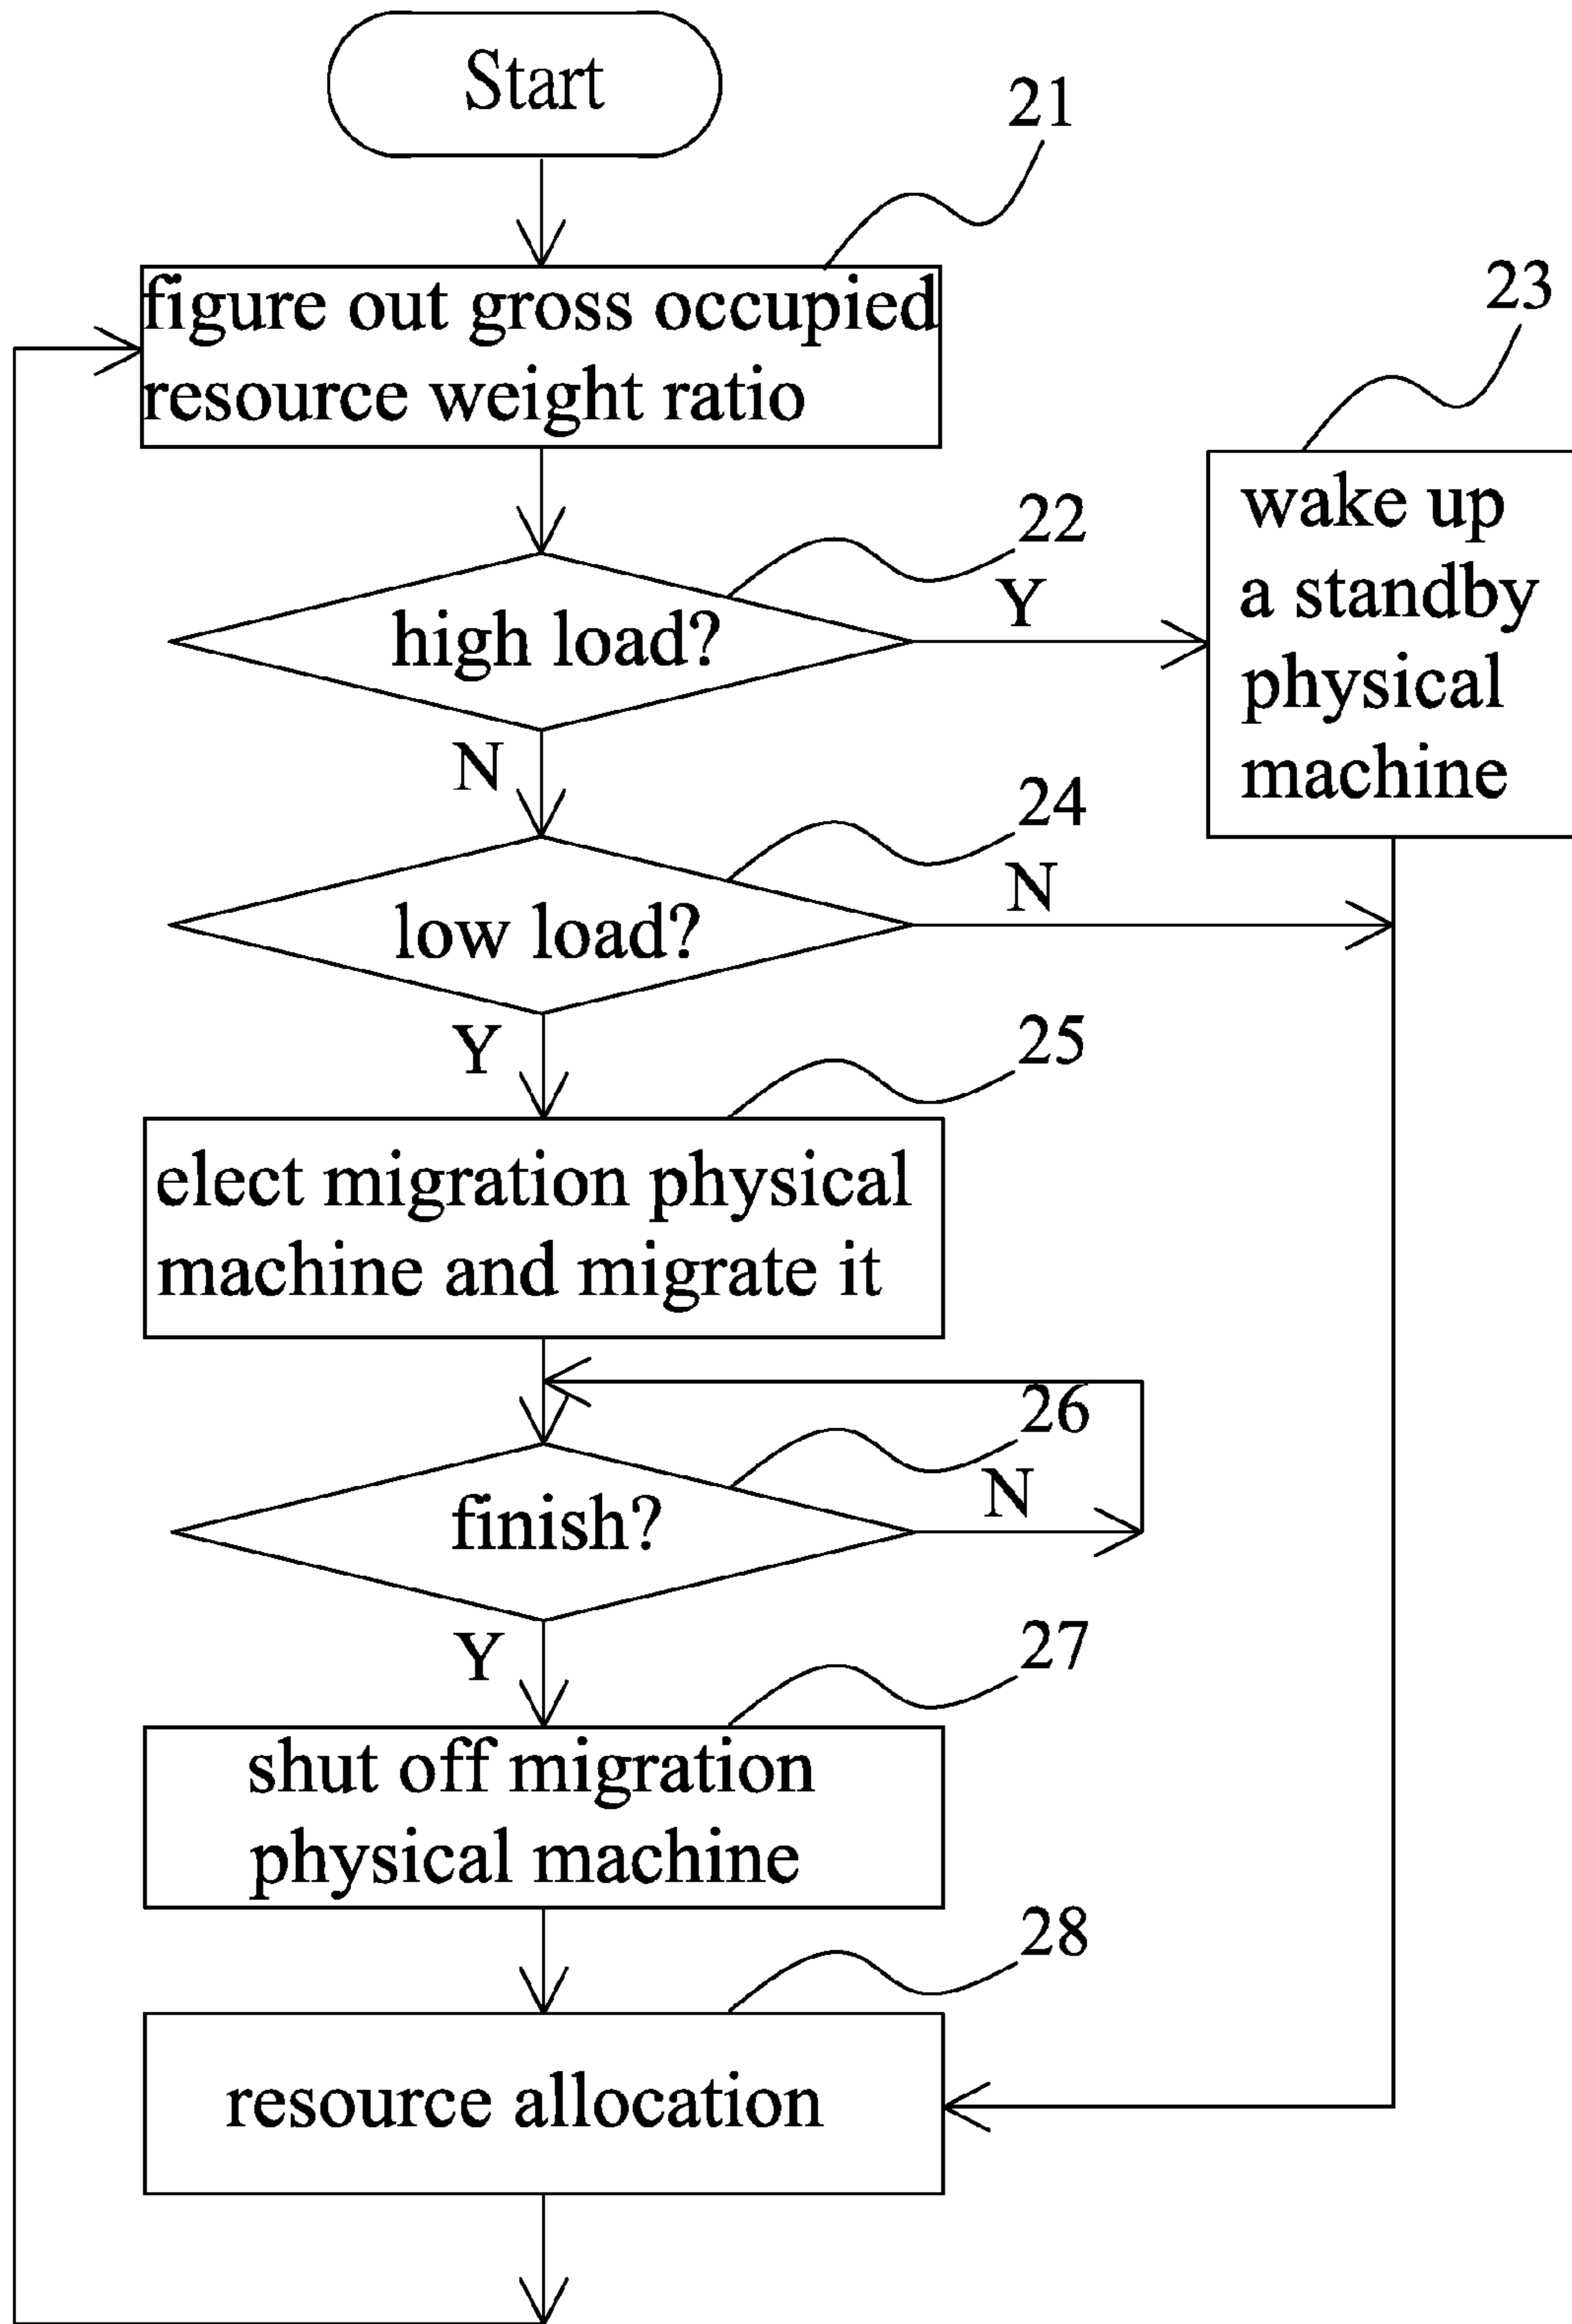 Start
21
figure out gross occupied
resource weight ratio
23
wake up
a standby
physical
machine
22
high load?
Y
N
24
low load?
N
Y
25
elect migration physical
machine and migrate it
26
finish?
N
Y
27
shut off migration
physical machine
28
resource allocation